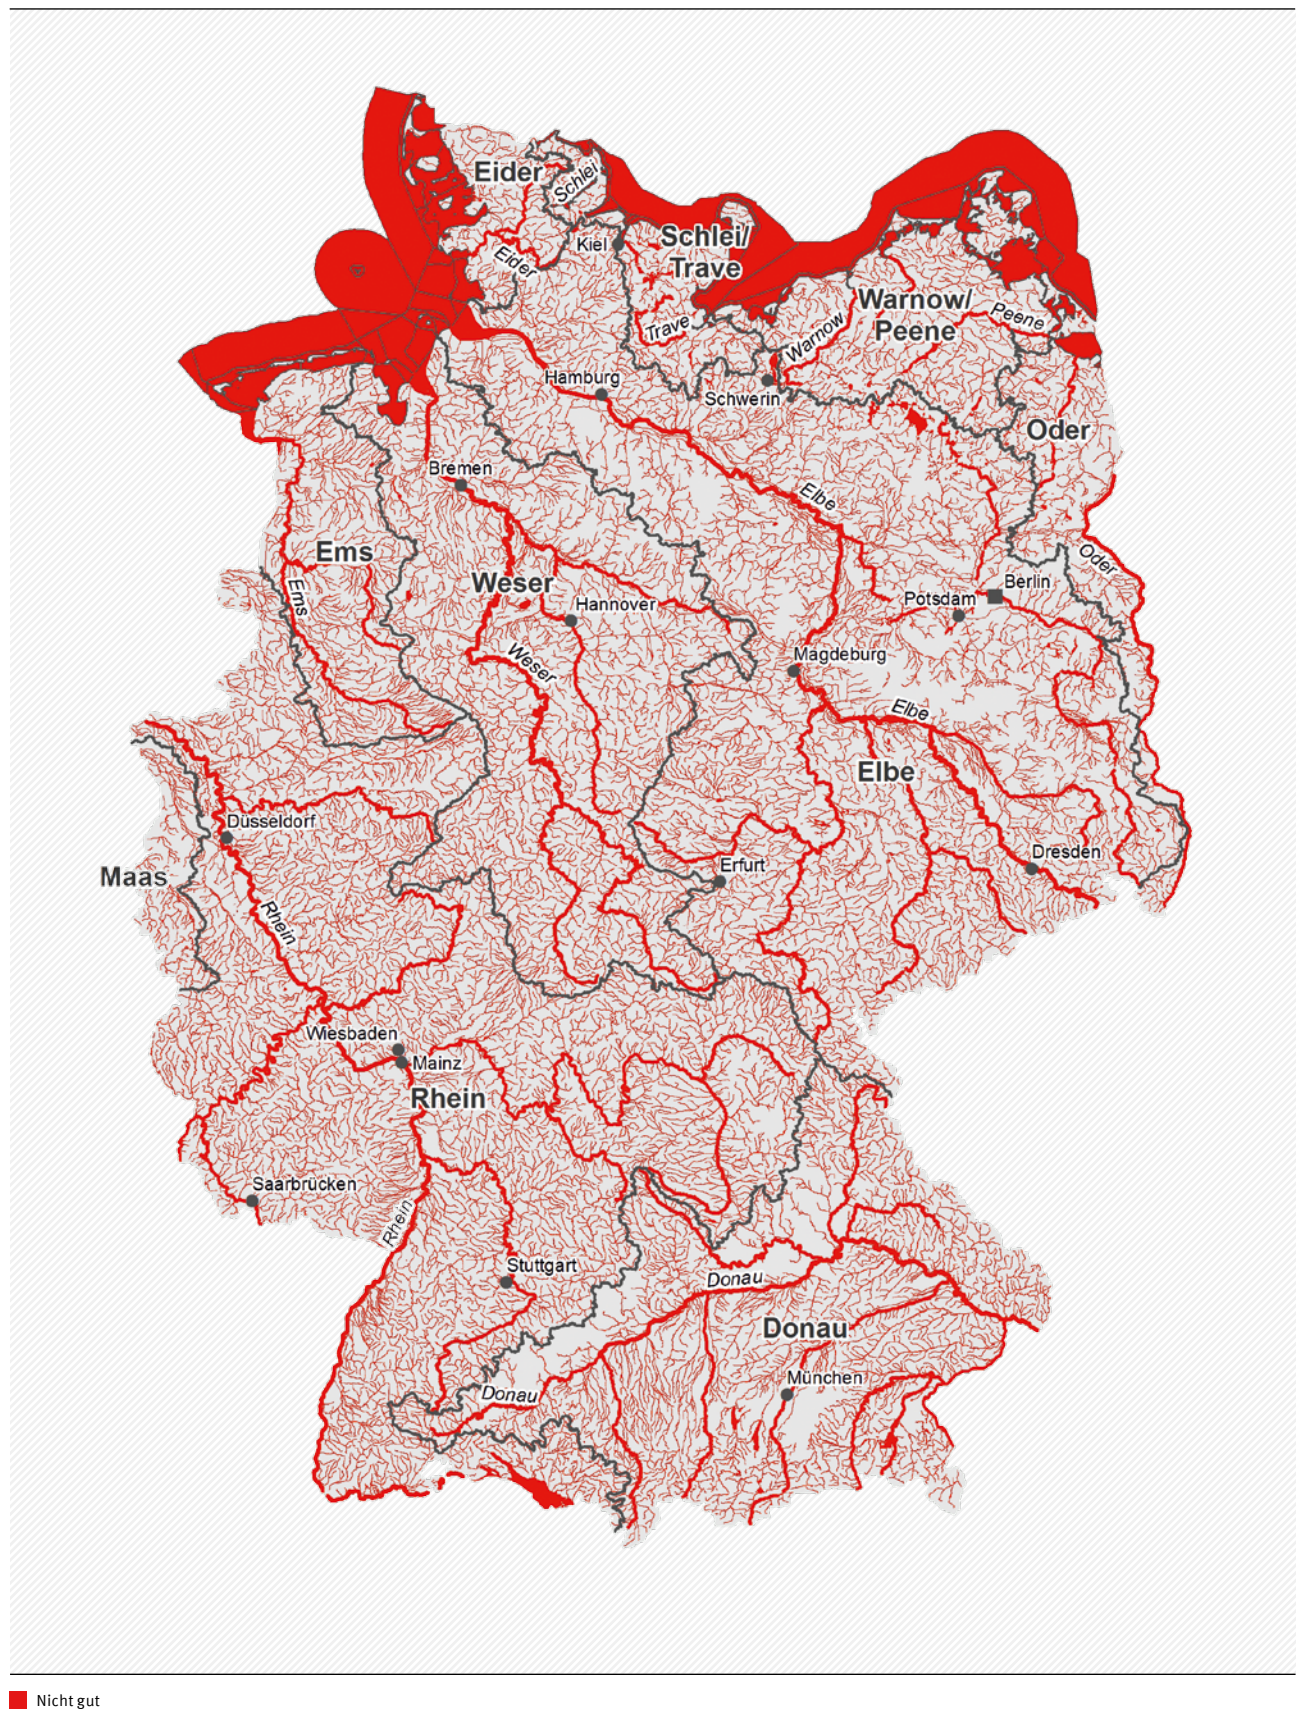 Eider
Schlei
Kiel
Schlei/
Trave
Eider
Warnow/
Peene
Peene
Trave
Warnow
Hamburg
Schwerin
Oder
Bremen
Elbe
Ems
Oder
Weser
Berlin
Ems
Hannover
Potsdam
Weser
Magdeburg
Elbe
Elbe
Düsseldorf
Dresden
Maas
Erfurt
Rhein
Wiesbaden
Mainz
Rhein
Saarbrücken
Rhein
Stuttgart
Donau
Donau
München
Donau
Nicht gut